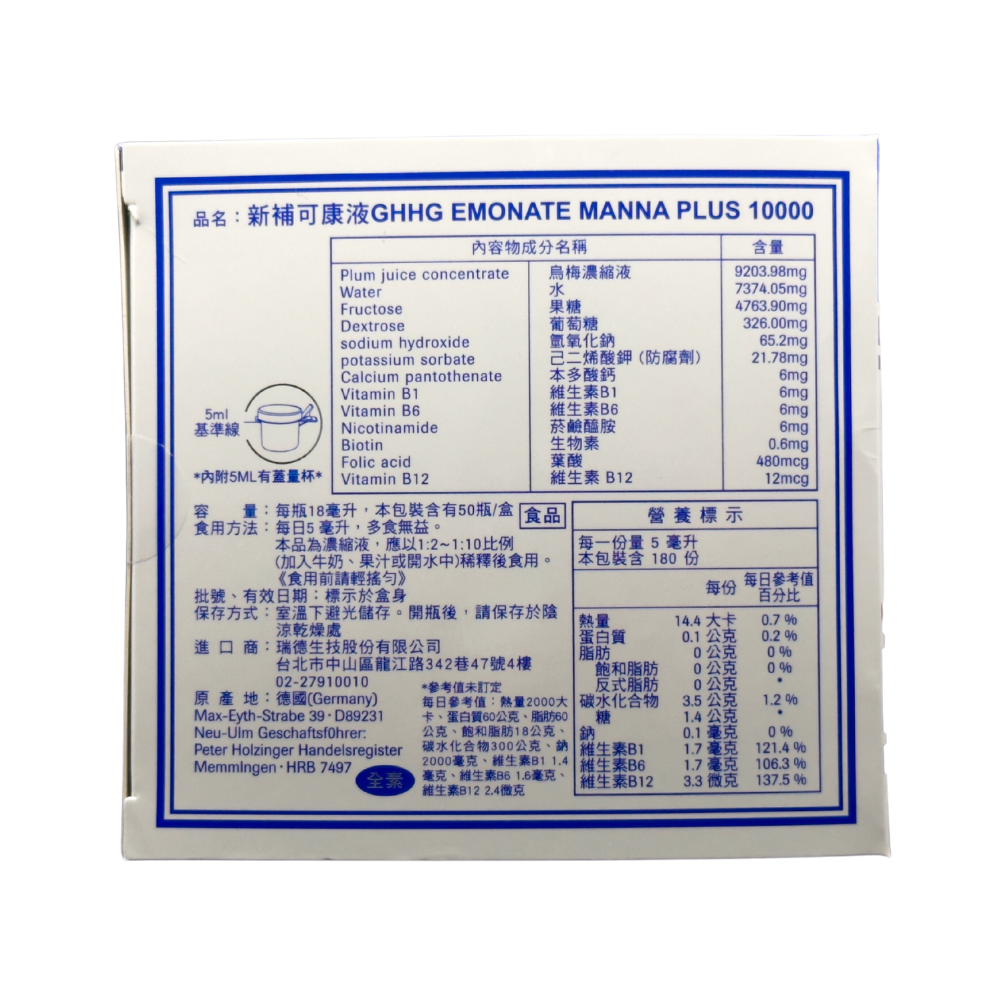 品名：新補可康液GHHG EMONATE MANNA PLUS 10000
內容物成分名稱 含量
Plum juice concentrate 烏梅濃縮液 9203.98mg
Water 水 7374.05mg
Fructose 果糖 4763.90mg
Dextrose 葡萄糖 326.00mg
sodium hydroxide 氫氧化鈉 65.2mg
potassium sorbate 己二烯酸鉀（防腐劑） 21.78mg
Calcium pantothenate 本多酸鈣 6mg
Vitamin B1 維生素B1 6mg
Vitamin B6 維生素B6 6mg
Nicotinamide 菸鹼醯胺 6mg
Biotin 生物素 0.6mg
Folic acid 葉酸 480mcg
Vitamin B12 維生素 B12 12mcg
5ml
基準線
*內附5ML有蓋量杯*
容 量：每瓶18毫升，本包裝含有50瓶/盒
食品
食用方法：每日5毫升，多食無益。
本品為濃縮液，應以1:2~1:10比例
(加入牛奶、果汁或開水中)稀釋後食用。
《食用前請輕搖勻》
批號、有效日期：標示於盒身
保存方式：室溫下避光儲存。開瓶後，請保存於陰
涼乾燥處
進 口 商：瑞德生技股份有限公司
台北市中山區龍江路342巷47號4樓
02-27910010
原 產 地：德國(Germany)
Max-Eyth-Strabe 39·D89231
Neu-Ulm Geschaftsføhrer:
Peter Holzinger Handelsregister
MemmIngen·HRB 7497
全素
*參考值未訂定
每日參考值：熱量2000大
卡、蛋白質60公克、脂肪60
公克、飽和脂肪18公克、
碳水化合物300公克、鈉
2000毫克、維生素B1 1.4
毫克、維生素B6 1.6毫克、
維生素B12 2.4微克
營養標示
每一份量 5 毫升
本包裝含 180 份
每份 每日參考值
百分比
熱量 14.4 大卡 0.7 %
蛋白質 0.1 公克 0.2 %
脂肪 0 公克 0 %
飽和脂肪 0 公克 0 %
反式脂肪 0 公克 *
碳水化合物 3.5 公克 1.2 %
糖 1.4 公克 *
鈉 0.1 毫克 0 %
維生素B1 1.7 毫克 121.4 %
維生素B6 1.7 毫克 106.3 %
維生素B12 3.3 微克 137.5 %